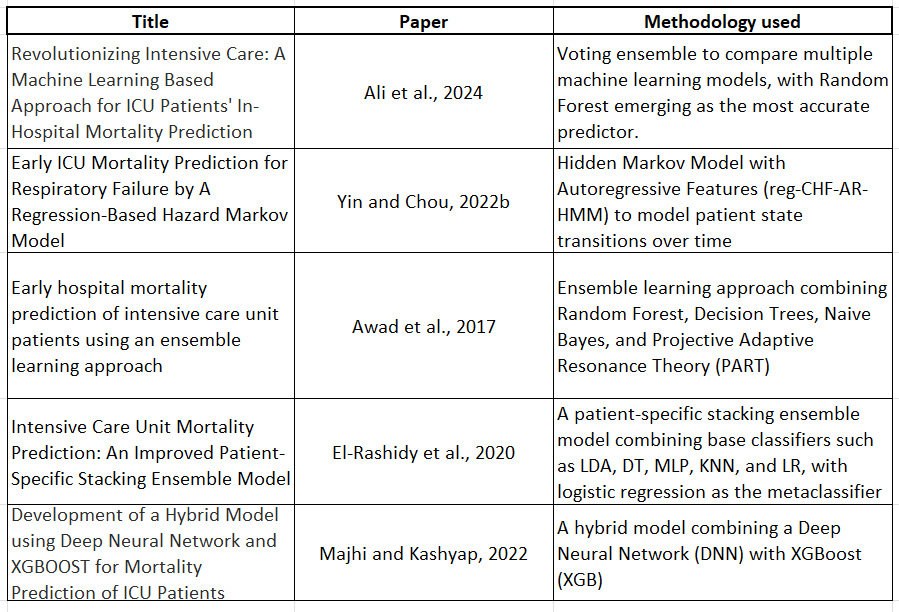 Title Paper Methodology used
Revolutionizing Intensive Care: A
Machine Learning Based
Approach for ICU Patients' In-
Hospital Mortality Prediction
Ali et al., 2024
Voting ensemble to compare multiple
machine learning models, with Random
Forest emerging as the most accurate
predictor.
Early ICU Mortality Prediction for
Respiratory Failure by A
Regression-Based Hazard Markov
Model
Yin and Chou, 2022b
Hidden Markov Model with
Autoregressive Features (reg-CHF-AR-
HMM) to model patient state
transitions over time
Early hospital mortality
prediction of intensive care unit
patients using an ensemble
learning approach
Awad et al., 2017
Ensemble learning approach combining
Random Forest, Decision Trees, Naive
Bayes, and Projective Adaptive
Resonance Theory (PART)
Intensive Care Unit Mortality
Prediction: An Improved Patient-
Specific Stacking Ensemble Model
El-Rashidy et al., 2020
A patient-specific stacking ensemble
model combining base classifiers such
as LDA, DT, MLP, KNN, and LR, with
logistic regression as the metaclassifier
Development of a Hybrid Model
using Deep Neural Network and
XGBOOST for Mortality
Prediction of ICU Patients
Majhi and Kashyap, 2022
A hybrid model combining a Deep
Neural Network (DNN) with XGBoost
(XGB)